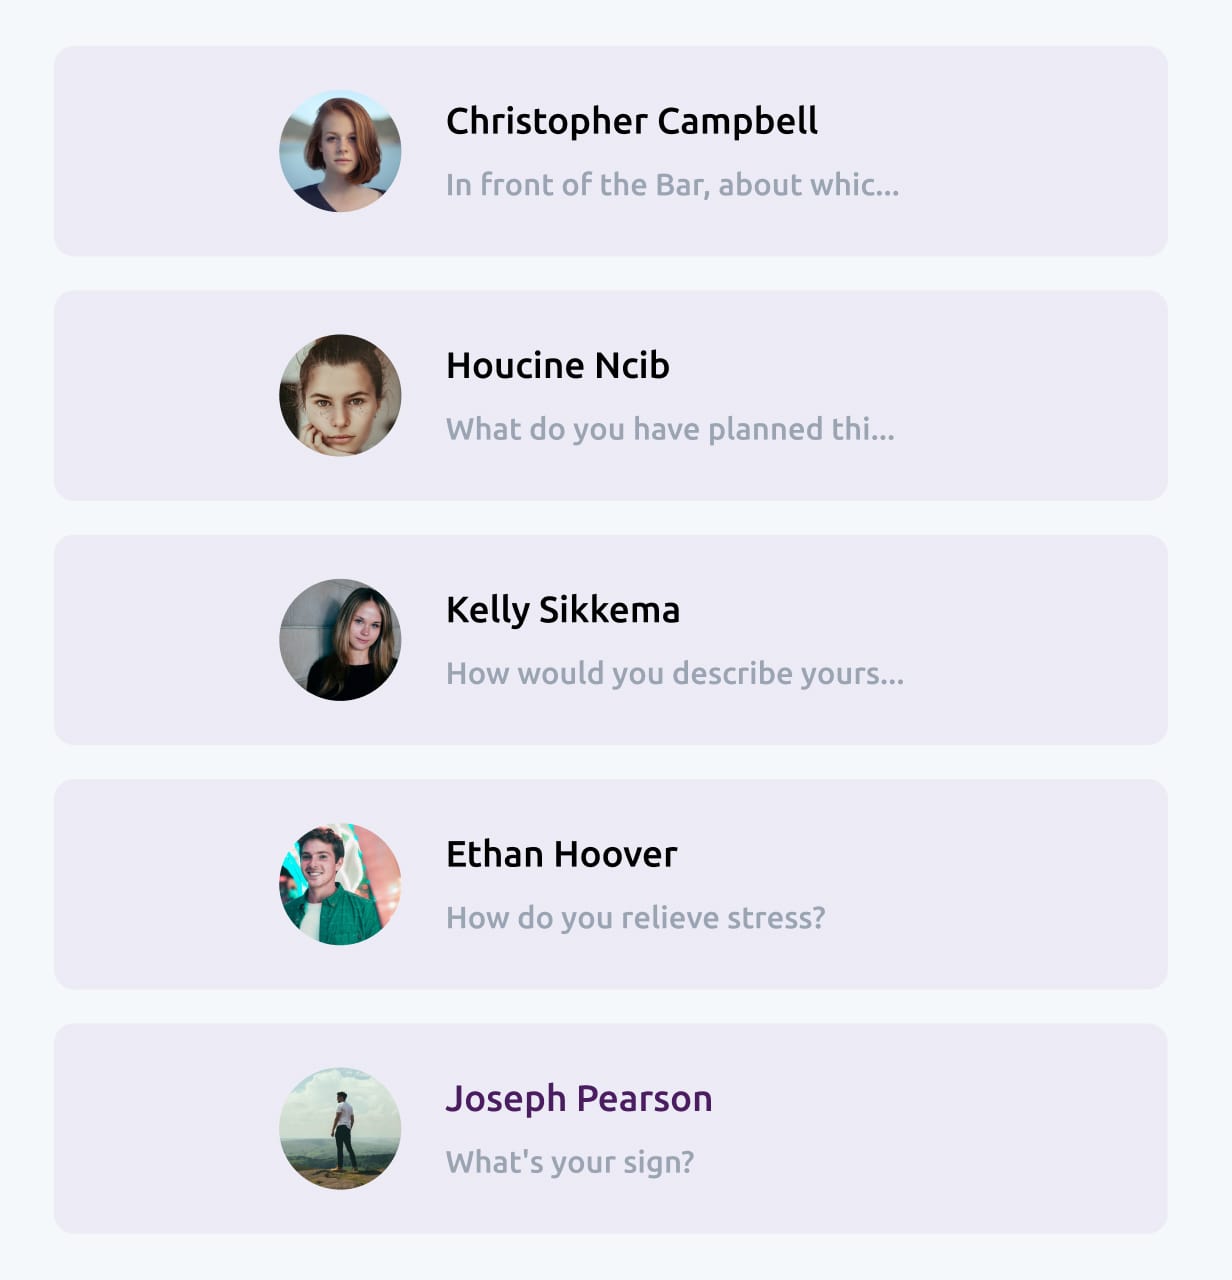 Christopher Campbell
In front of the Bar, about whic...
Houcine Ncib
What do you have planned thi...
Kelly Sikkema
How would you describe yours...
Ethan Hoover
How do you relieve stress?
Joseph Pearson
What's your sign?